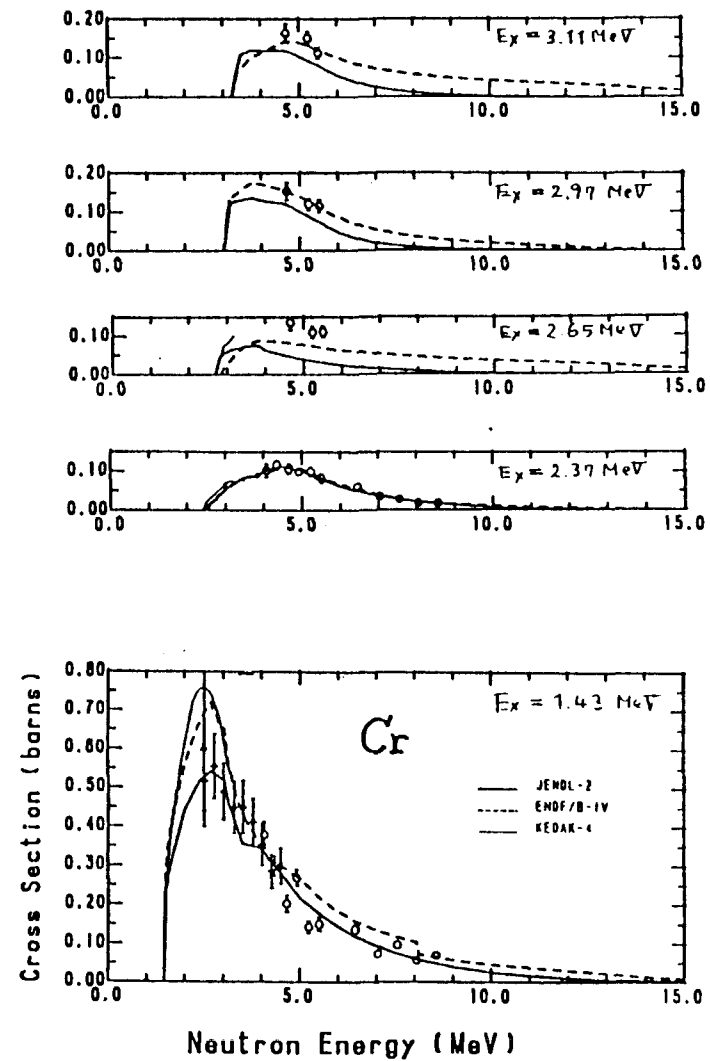 0.20
Ex = 3.11 MeV
0.10
0.00
0.0 5.0 10.0 15.0
0.20
Ex = 2.97 MeV
0.10
0.00
0.0 5.0 10.0 15.0
0.10
Ex = 2.65 MeV
0.00
0.0 5.0 10.0 15.0
0.10
Ex = 2.37 MeV
0.00
0.0 5.0 10.0 15.0
0.80
0.70
Ex = 1.43 MeV
0.60
Cr
0.50
JENDL-2
ENDF/B-IV
KEDAK-4
0.40
0.30
0.20
0.10
0.00
0.0 5.0 10.0 15.0
Cross Section (barns)
Neutron Energy (MeV)